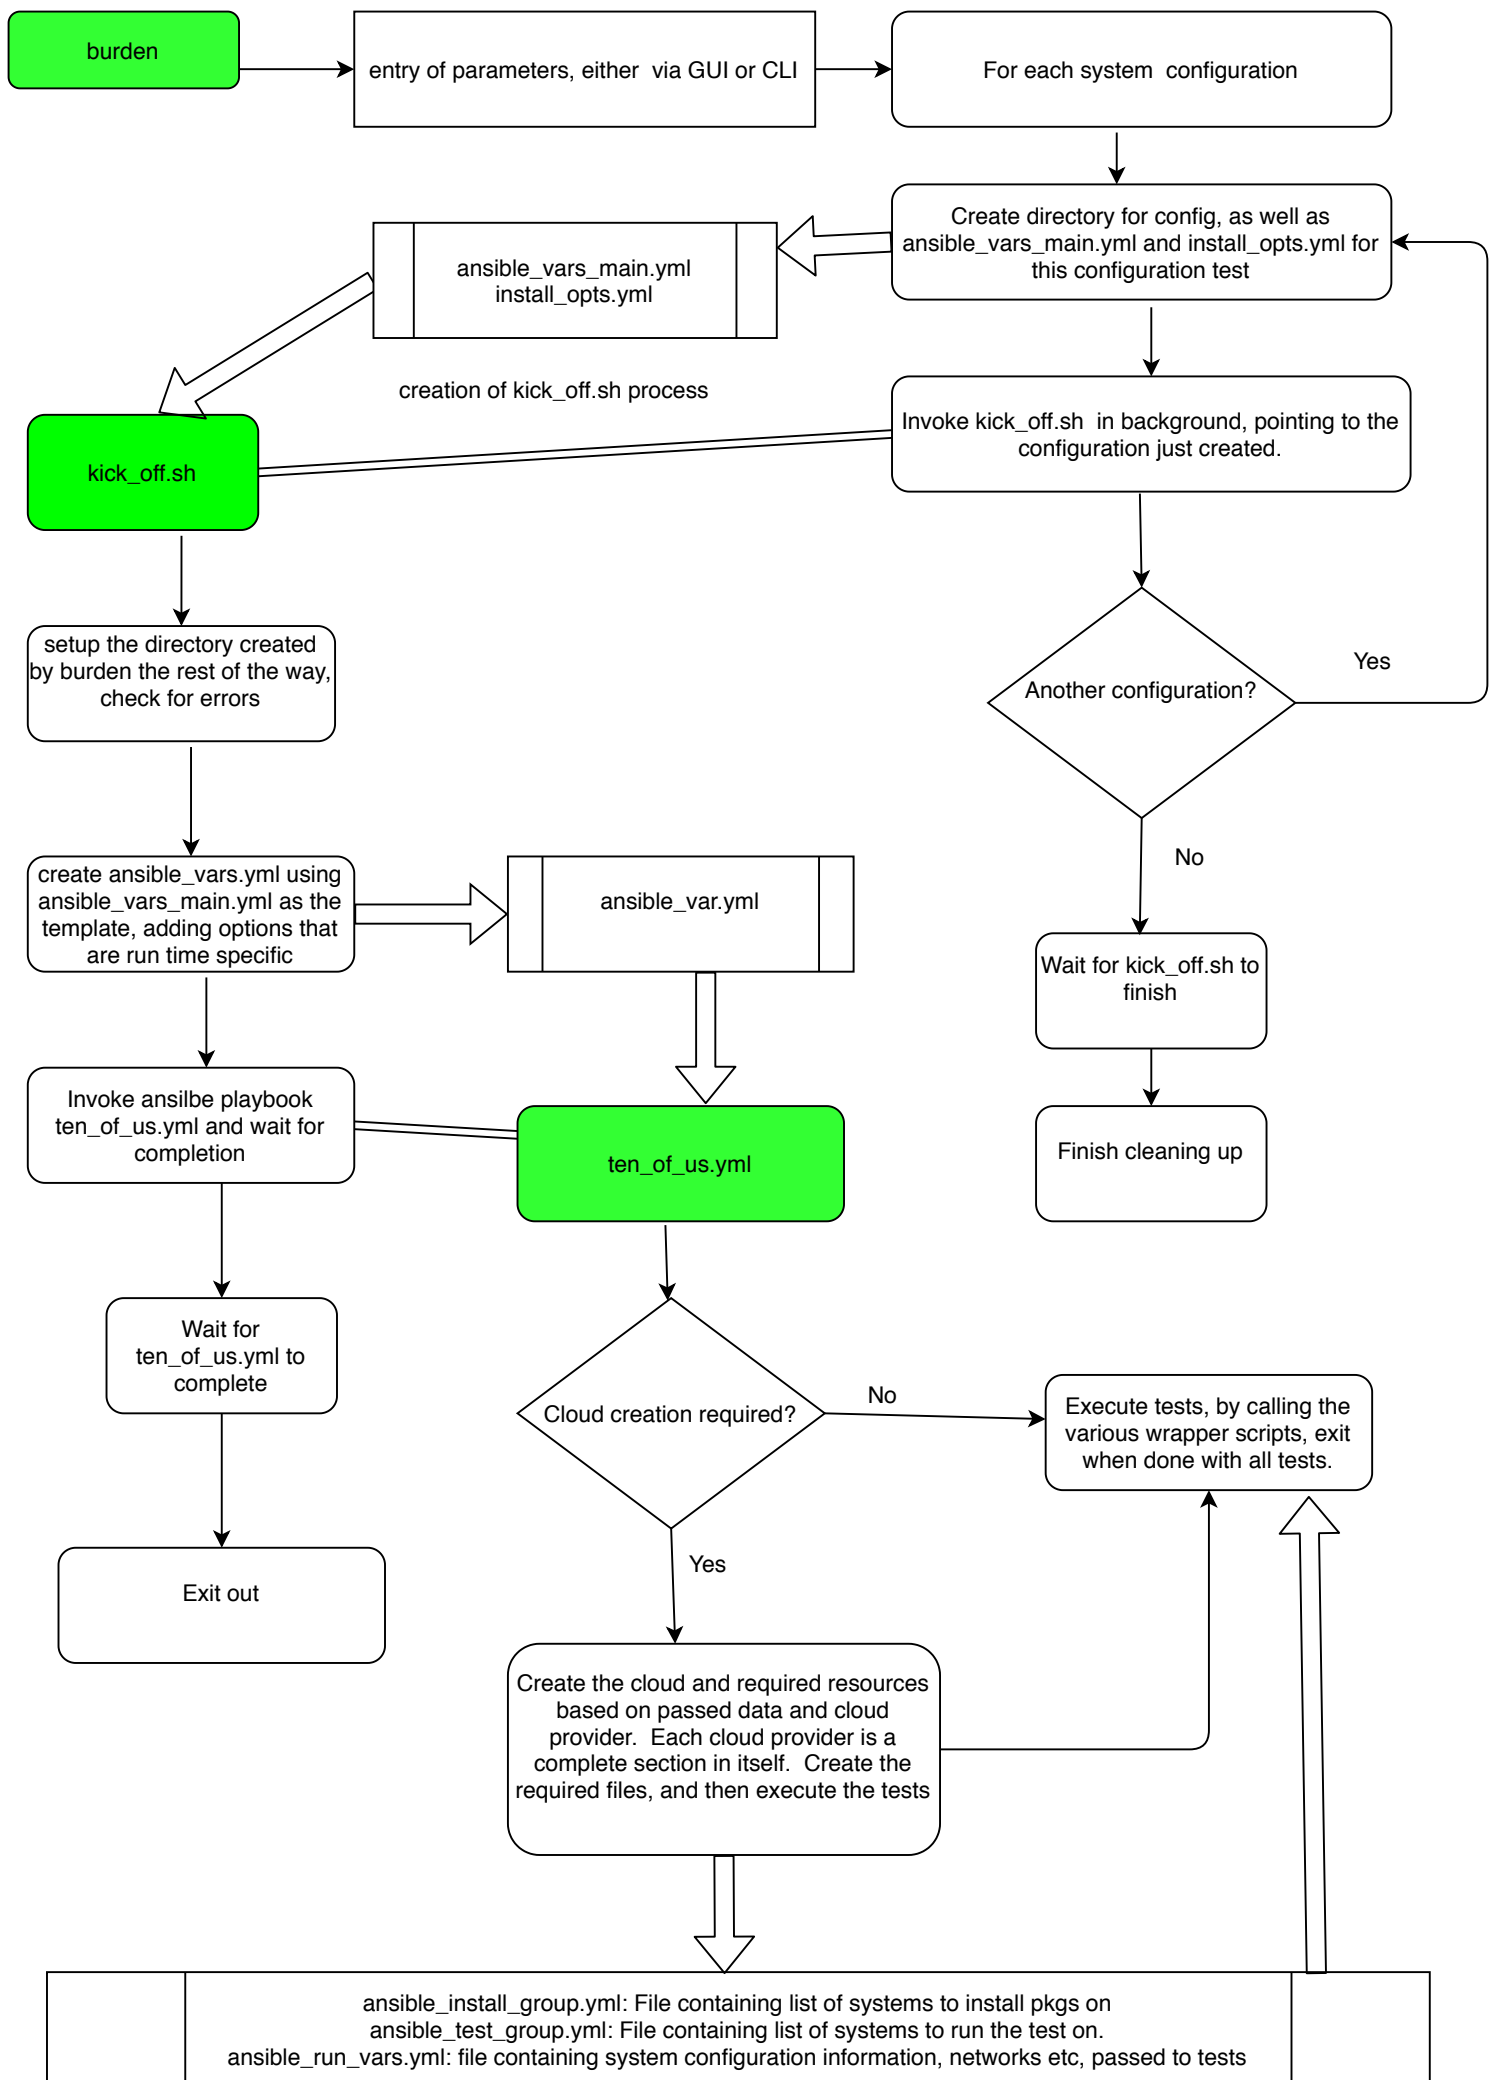 burden
entry of parameters, either via GUI or CLI
For each system configuration
Create directory for config, as well as
ansible_vars_main.yml and install_opts.yml for
this configuration test
ansible_vars_main.yml
install_opts.yml
creation of kick_off.sh process
Invoke kick_off.sh in background, pointing to the
configuration just created.
kick_off.sh
setup the directory created
by burden the rest of the way,
check for errors
Another configuration?
Yes
No
create ansible_vars.yml using
ansible_vars_main.yml as the
template, adding options that
are run time specific
ansible_var.yml
Wait for kick_off.sh to
finish
Invoke ansilbe playbook
ten_of_us.yml and wait for
completion
ten_of_us.yml
Finish cleaning up
Wait for
ten_of_us.yml to
complete
Cloud creation required?
No
Execute tests, by calling the
various wrapper scripts, exit
when done with all tests.
Yes
Exit out
Create the cloud and required resources
based on passed data and cloud
provider. Each cloud provider is a
complete section in itself. Create the
required files, and then execute the tests
ansible_install_group.yml: File containing list of systems to install pkgs on
ansible_test_group.yml: File containing list of systems to run the test on.
ansible_run_vars.yml: file containing system configuration information, networks etc, passed to tests